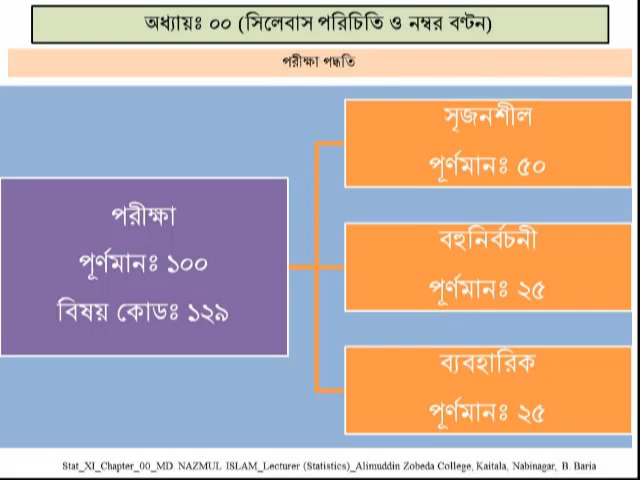 অধ্যায়ঃ ০০ (সিলেবাস পরিচিতি ও নম্বর বণ্টন)
পরীক্ষা পদ্ধতি
পরীক্ষা
পূর্ণমানঃ ১০০
বিষয় কোডঃ ১২৯
সৃজনশীল
পূর্ণমানঃ ৫০
বহুনির্বচনী
পূর্ণমানঃ ২৫
ব্যবহারিক
পূর্ণমানঃ ২৫
Stat_XI_Chapter_00_MD. NAZMUL ISLAM_Lecturer (Statistics)_Alimuddin Zobeda College, Kaitala, Nabinagar, B. Baria